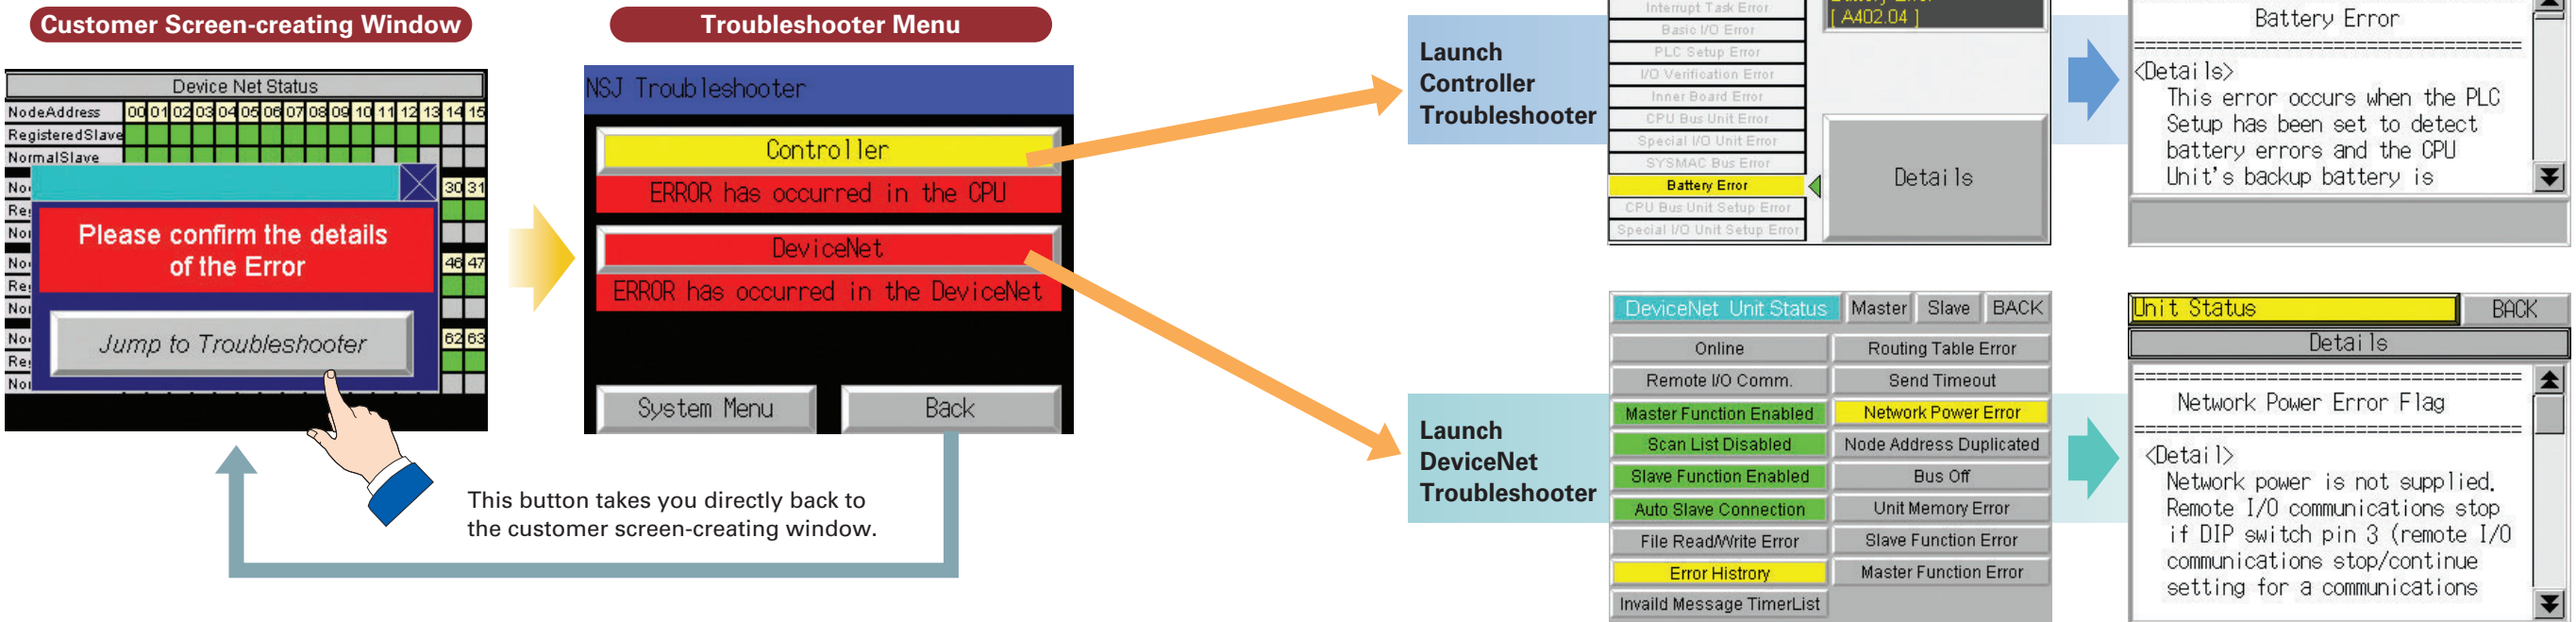 Customer Screen-creating Window
Device Net Status
NodeAddress 00 01 02 03 04 05 06 07 08 09 10 11 12 13 14 15
RegisteredSlave
NormalSlave
30 31
46 47
62 63
Please confirm the details
of the Error
Jump to Troubleshooter
This button takes you directly back to
the customer screen-creating window.
Troubleshooter Menu
NSJ Troubleshooter
Controller
ERROR has occurred in the CPU
DeviceNet
ERROR has occurred in the DeviceNet
System Menu
Back
Launch
Controller
Troubleshooter
Interrupt Task Error
Basic I/O Error
PLC Setup Error
I/O Verification Error
Inner Board Error
CPU Bus Unit Error
Special I/O Unit Error
SYSMAC Bus Error
Battery Error
CPU Bus Unit Setup Error
Special I/O Unit Setup Error
Battery Error
[ A402.04 ]
Details
Battery Error
<Details>
This error occurs when the PLC
Setup has been set to detect
battery errors and the CPU
Unit's backup battery is
Launch
DeviceNet
Troubleshooter
DeviceNet Unit Status Master Slave BACK
Online Routing Table Error
Remote I/O Comm. Send Timeout
Master Function Enabled Network Power Error
Scan List Disabled Node Address Duplicated
Slave Function Enabled Bus Off
Auto Slave Connection Unit Memory Error
File Read/Write Error Slave Function Error
Error Histrory Master Function Error
Invaild Message TimerList
Unit Status BACK
Details
Network Power Error Flag
<Detail>
Network power is not supplied.
Remote I/O communications stop
if DIP switch pin 3 (remote I/O
communications stop/continue
setting for a communications